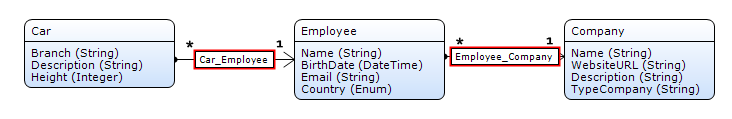 Car
Branch (String)
Description (String)
Height (Integer)
*
Car_Employee
1
Employee
Name (String)
BirthDate (DateTime)
Email (String)
Country (Enum)
*
Employee_Company
1
Company
Name (String)
WebsiteURL (String)
Description (String)
TypeCompany (String)